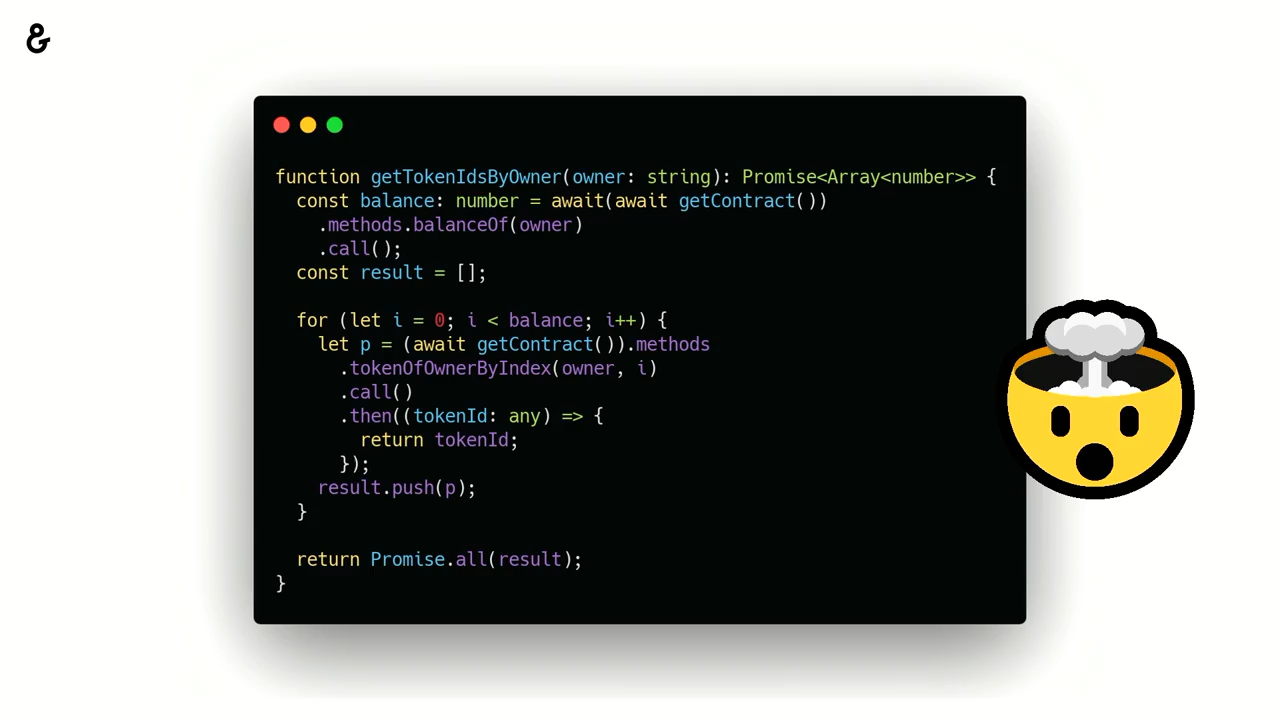 &
function getTokenIdsByOwner(owner: string): Promise<Array<number>> {
  const balance: number = await(await getContract())
    .methods.balanceOf(owner)
    .call();
  const result = [];
  for (let i = 0; i < balance; i++) {
    let p = (await getContract()).methods
      .tokenOfOwnerByIndex(owner, i)
      .call()
      .then((tokenId: any) => {
        return tokenId;
      });
    result.push(p);
  }
  return Promise.all(result);
}